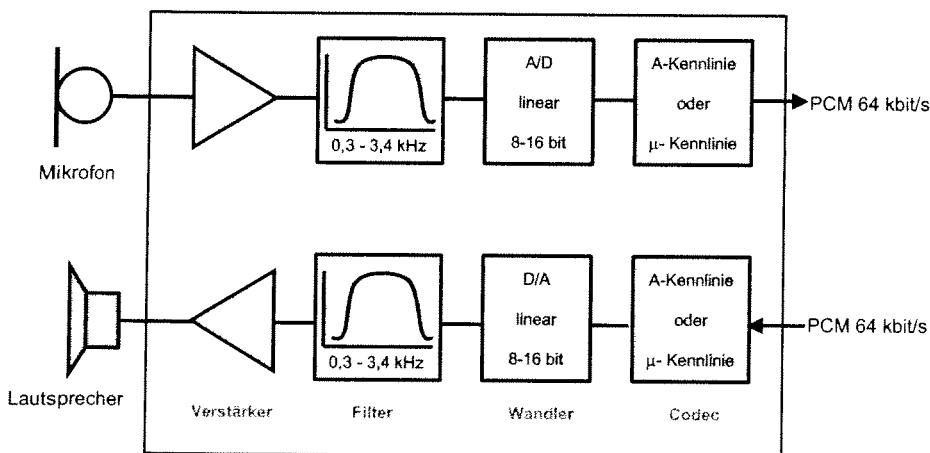 Mikrofon
0,3 - 3,4 kHz
A/D
linear
8-16 bit
A-Kennlinie
oder
μ- Kennlinie
PCM 64 kbit/s
Lautsprecher
0,3 - 3,4 kHz
D/A
linear
8-16 bit
A-Kennlinie
oder
μ- Kennlinie
PCM 64 kbit/s
Verstärker
Filter
Wandler
Codec